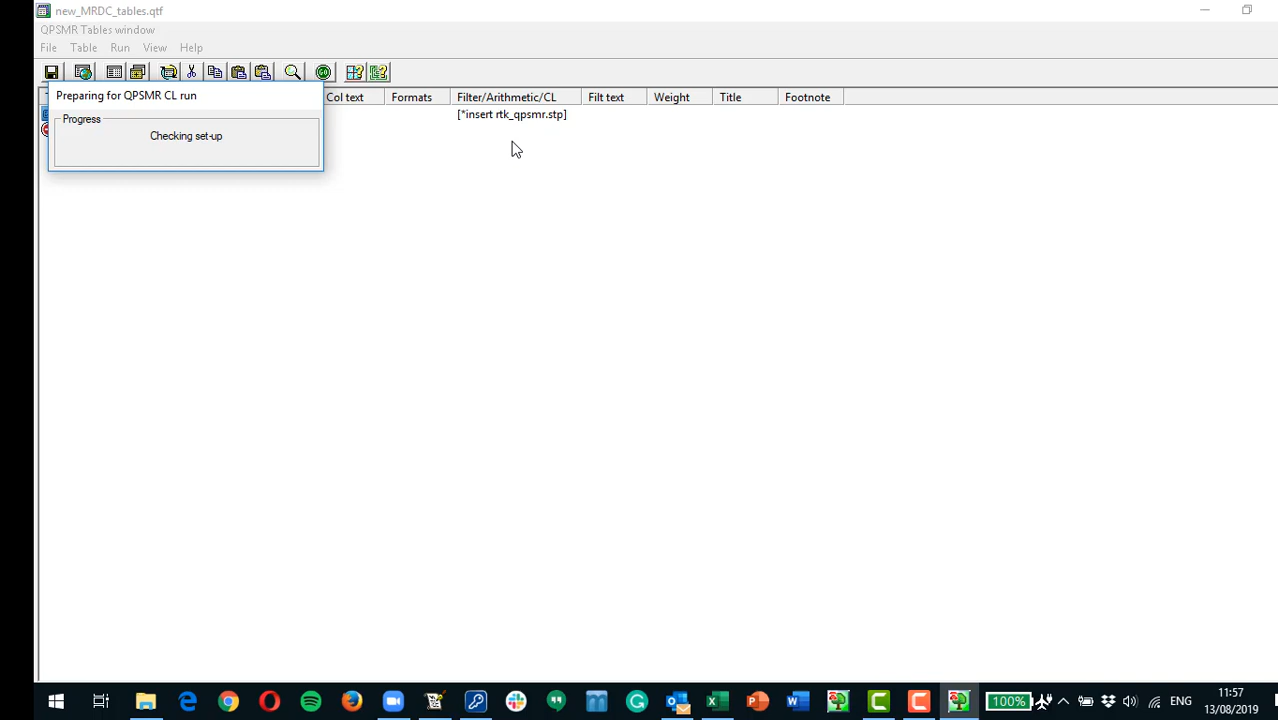 new_MRDC_tables.qtf
QPSMR Tables window
File Table Run View Help
Preparing for QPSMR CL run
Progress
Checking set-up
Col text Formats Filter/Arithmetic/CL Filt text Weight Title Footnote
[*insert rtk_qpsmr.stp]
100% ENG
11:57
13/08/2019